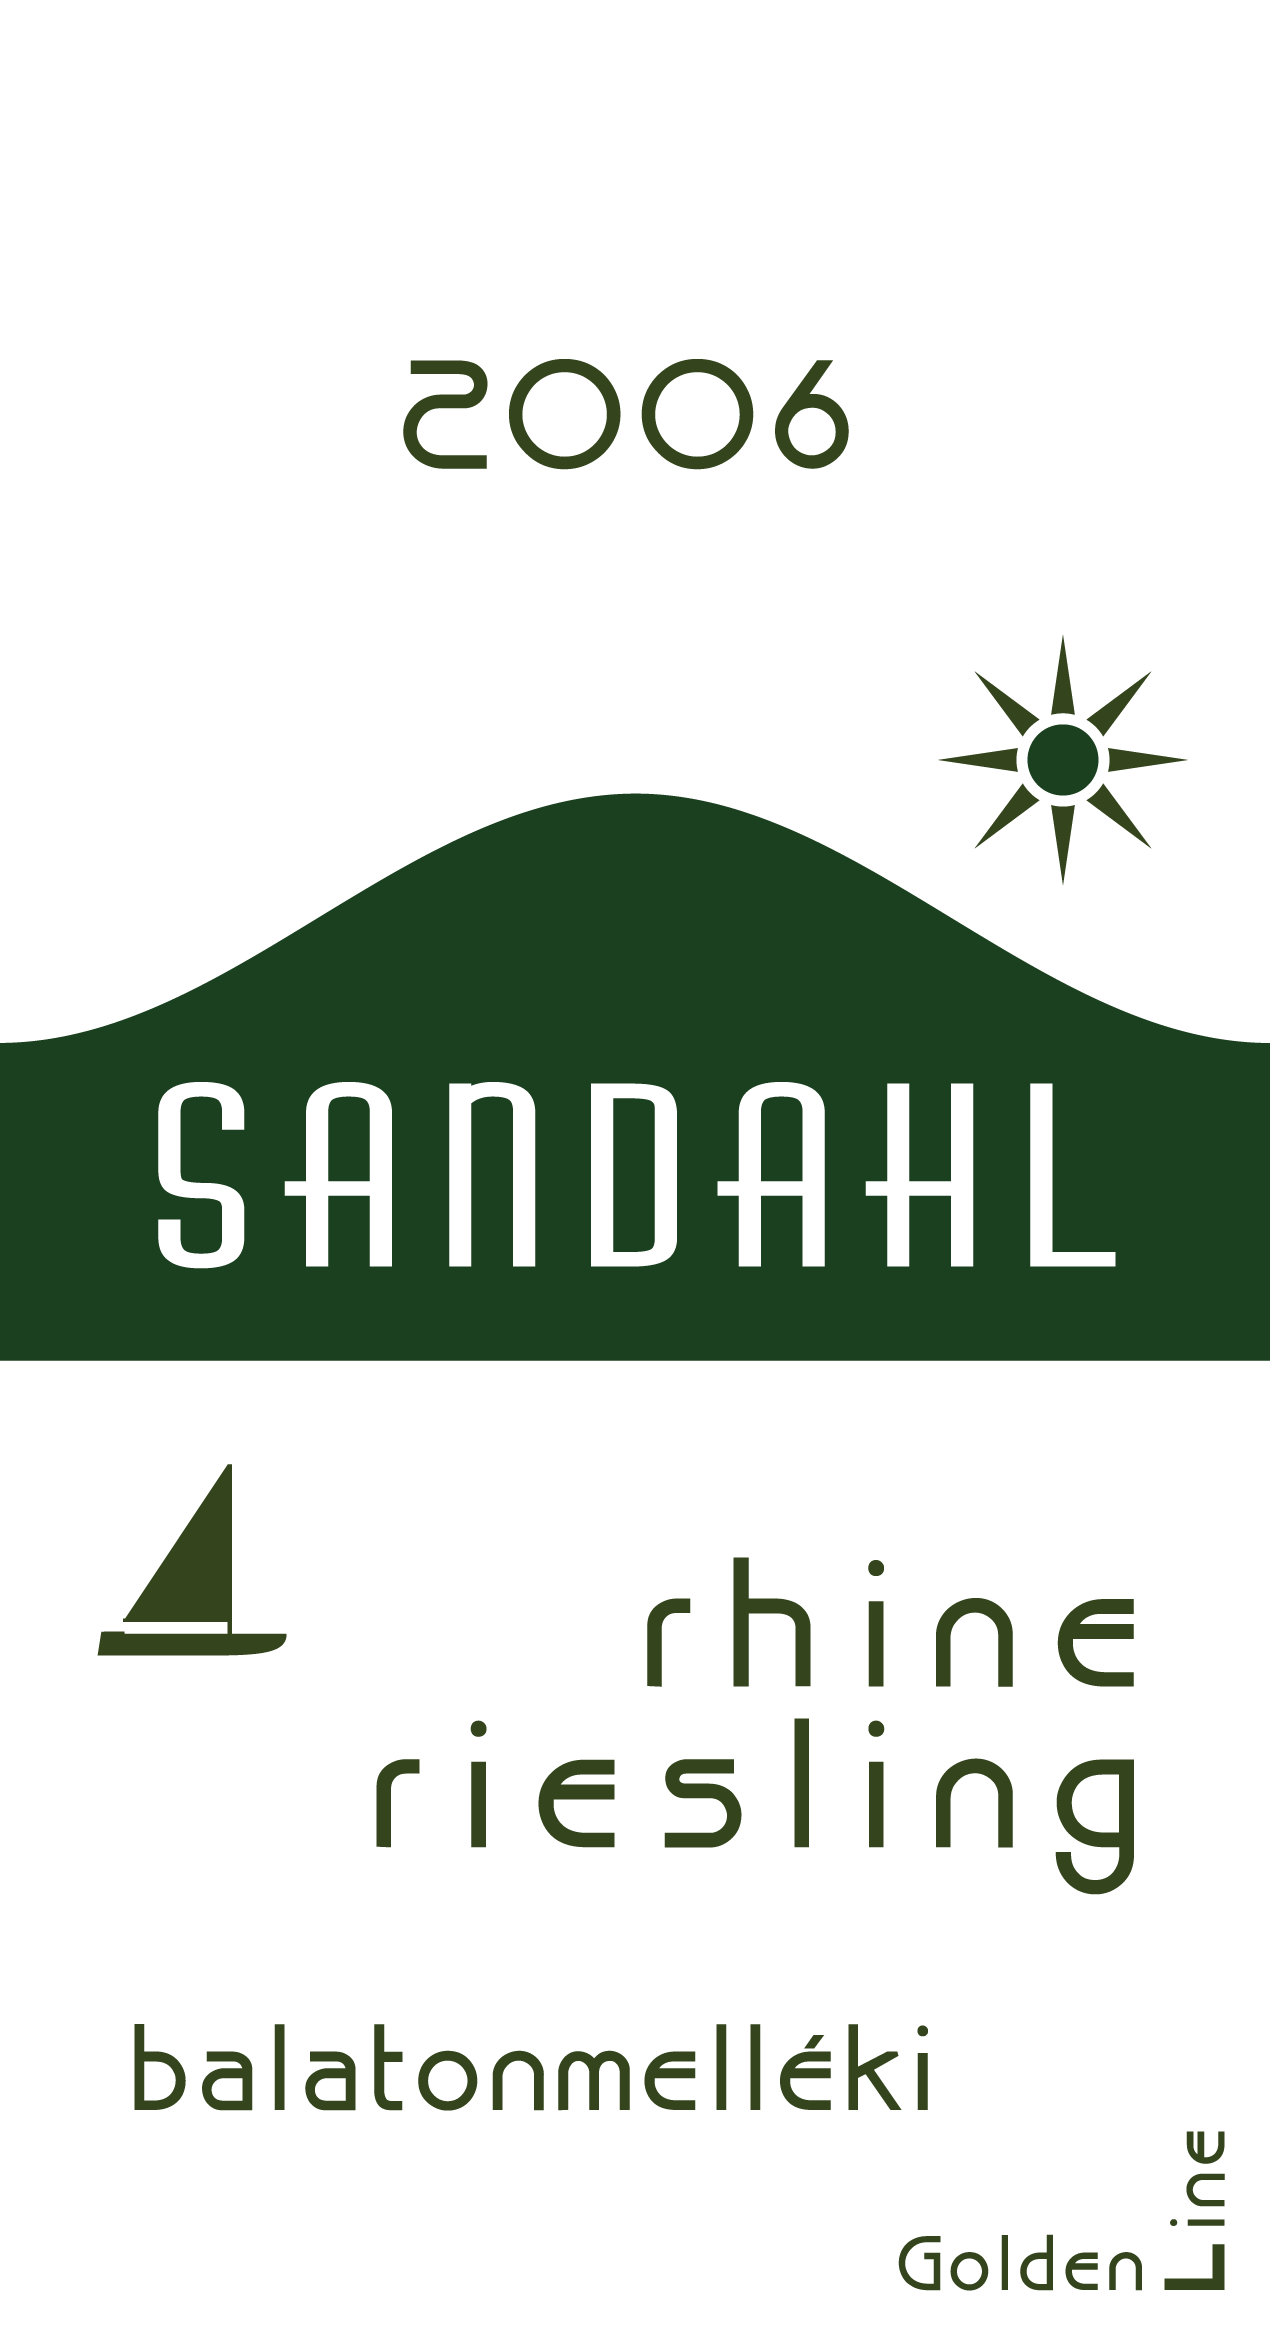 2006
SANDAHL
rhine
riesling
balatonmelléki
Golden Line